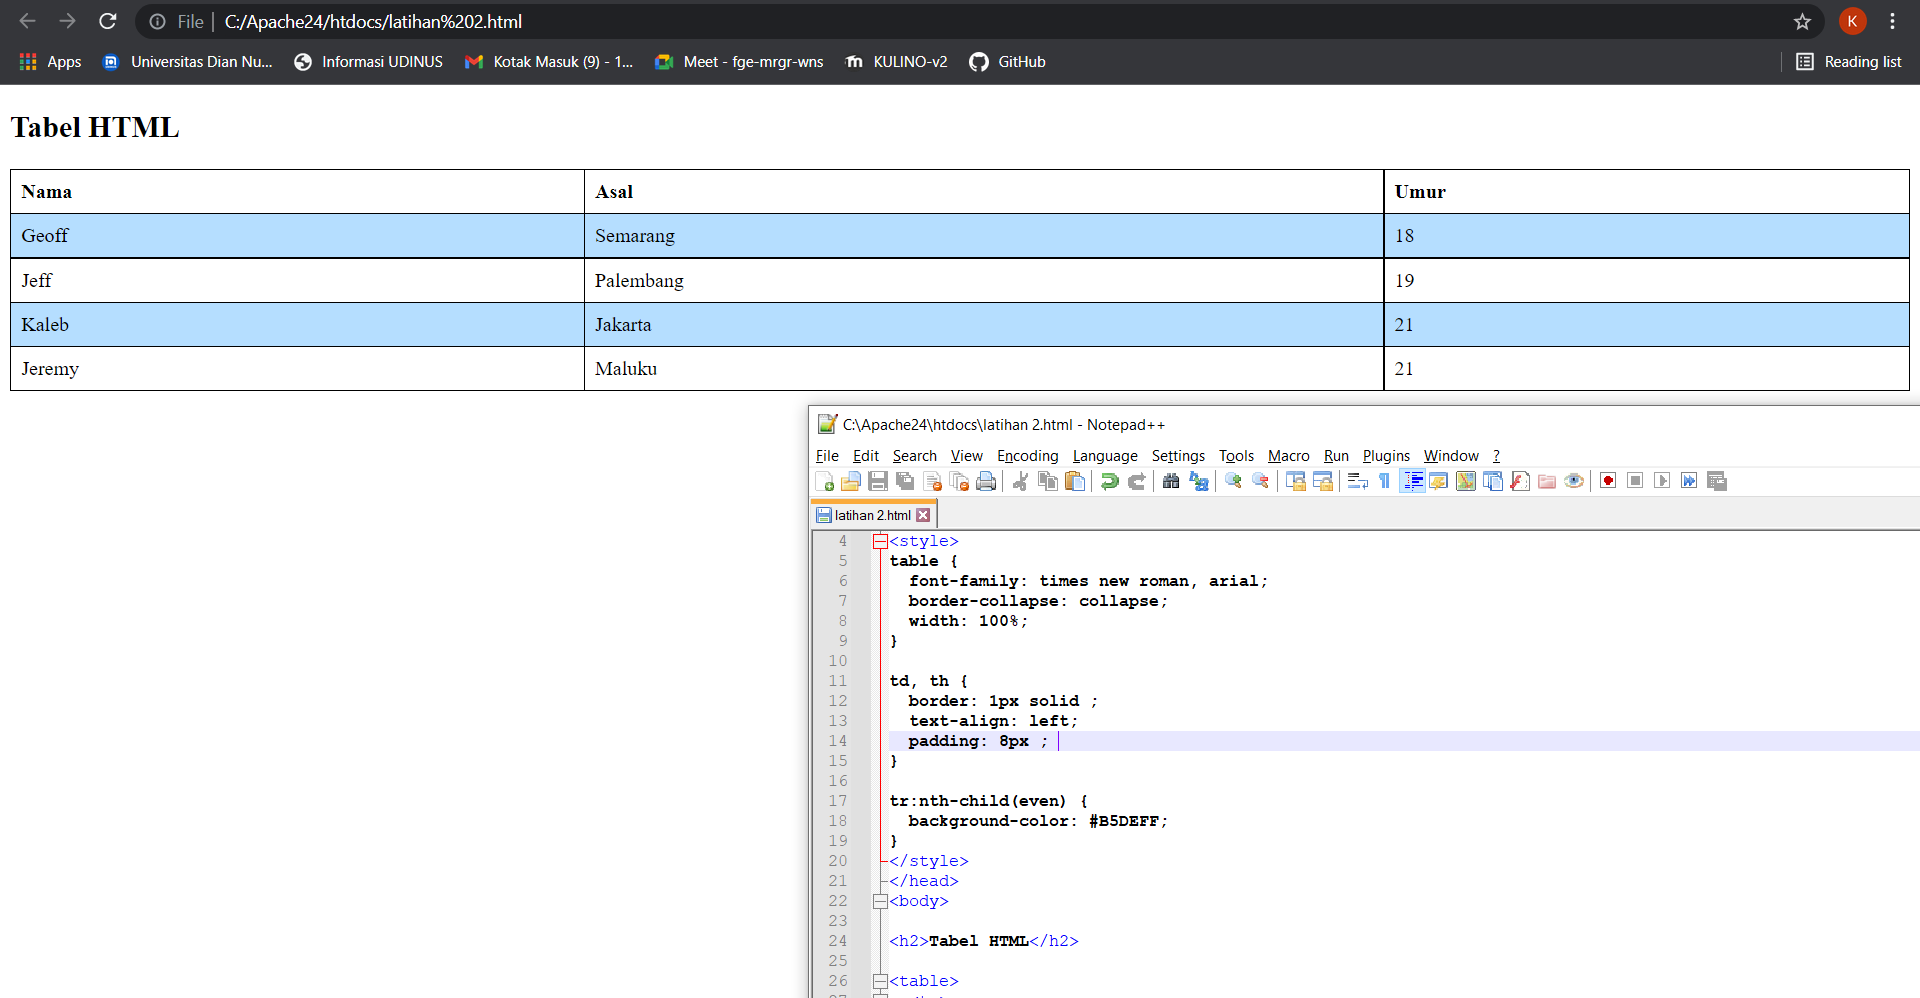 File | C:/Apache24/htdocs/latihan%202.html K
Apps Universitas Dian Nu... Informasi UDINUS Kotak Masuk (9) - 1... Meet - fge-mrgr-wns KULINO-v2 GitHub Reading list
Tabel HTML
Nama Asal Umur
Geoff Semarang 18
Jeff Palembang 19
Kaleb Jakarta 21
Jeremy Maluku 21
C:\Apache24\htdocs\latihan 2.html - Notepad++
File Edit Search View Encoding Language Settings Tools Macro Run Plugins Window ?
latihan 2.html
4 <style>
5 table {
6 font-family: times new roman, arial;
7 border-collapse: collapse;
8 width: 100%;
9 }
10
11 td, th {
12 border: 1px solid ;
13 text-align: left;
14 padding: 8px ;
15 }
16
17 tr:nth-child(even) {
18 background-color: #B5DEFF;
19 }
20 </style>
21 </head>
22 <body>
23
24 <h2>Tabel HTML</h2>
25
26 <table>